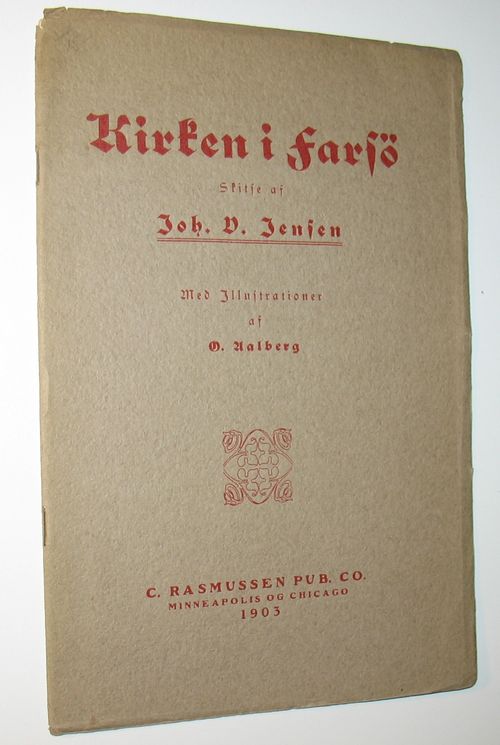 Kirken i Farsö
Skitse af
Joh. V. Jensen
Med Illustrationer
af
O. Aalberg
C. RASMUSSEN PUB. CO.
MINNEAPOLIS OG CHICAGO
1903